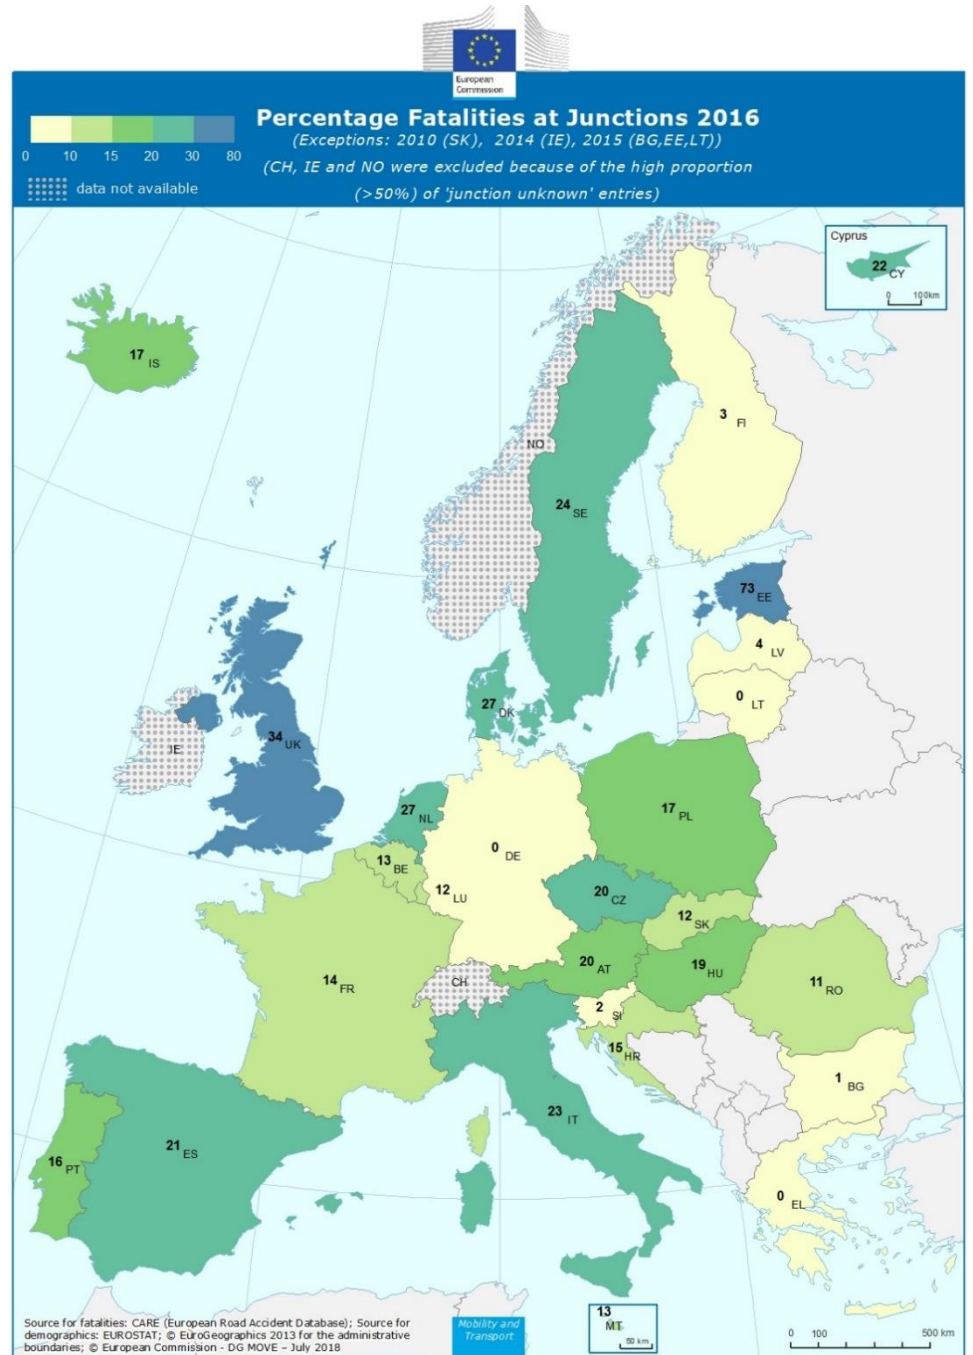 European
Commission
Percentage Fatalities at Junctions 2016
(Exceptions: 2010 (SK), 2014 (IE), 2015 (BG,EE,LT))
(CH, IE and NO were excluded because of the high proportion
(>50%) of 'junction unknown' entries)
0 10 15 20 30 80
data not available
Cyprus
22 CY
0 100km
17 IS
3 FI
NO
24 SE
73 EE
4 LV
0 LT
27 DK
34 UK
IE
27 NL
17 PL
0 DE
13 BE
12 LU
20 CZ
12 SK
20 AT
19 HU
CH
14 FR
11 RO
2 SI
15 HR
1 BG
23 IT
21 ES
16 PT
0 EL
13
MT
50 km
Source for fatalities: CARE (European Road Accident Database); Source for
demographics: EUROSTAT; © EuroGeographics 2013 for the administrative
boundaries; © European Commission - DG MOVE – July 2018
Mobility and
Transport
0 100 500 km